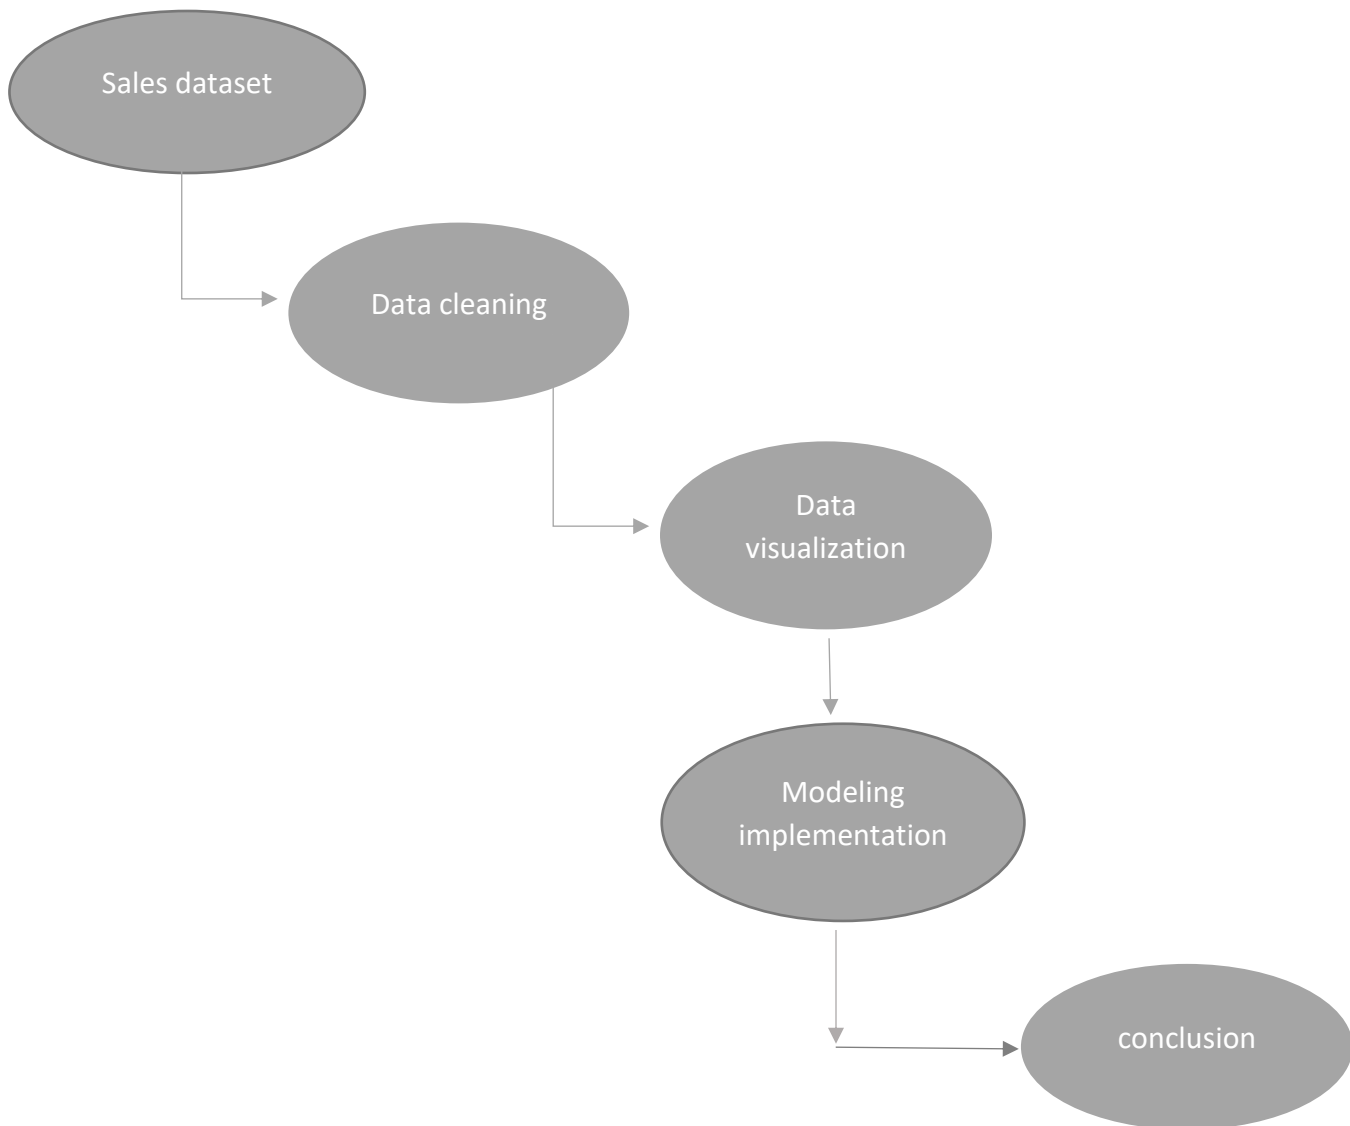 Sales dataset
Data cleaning
Data
visualization
Modeling
implementation
conclusion